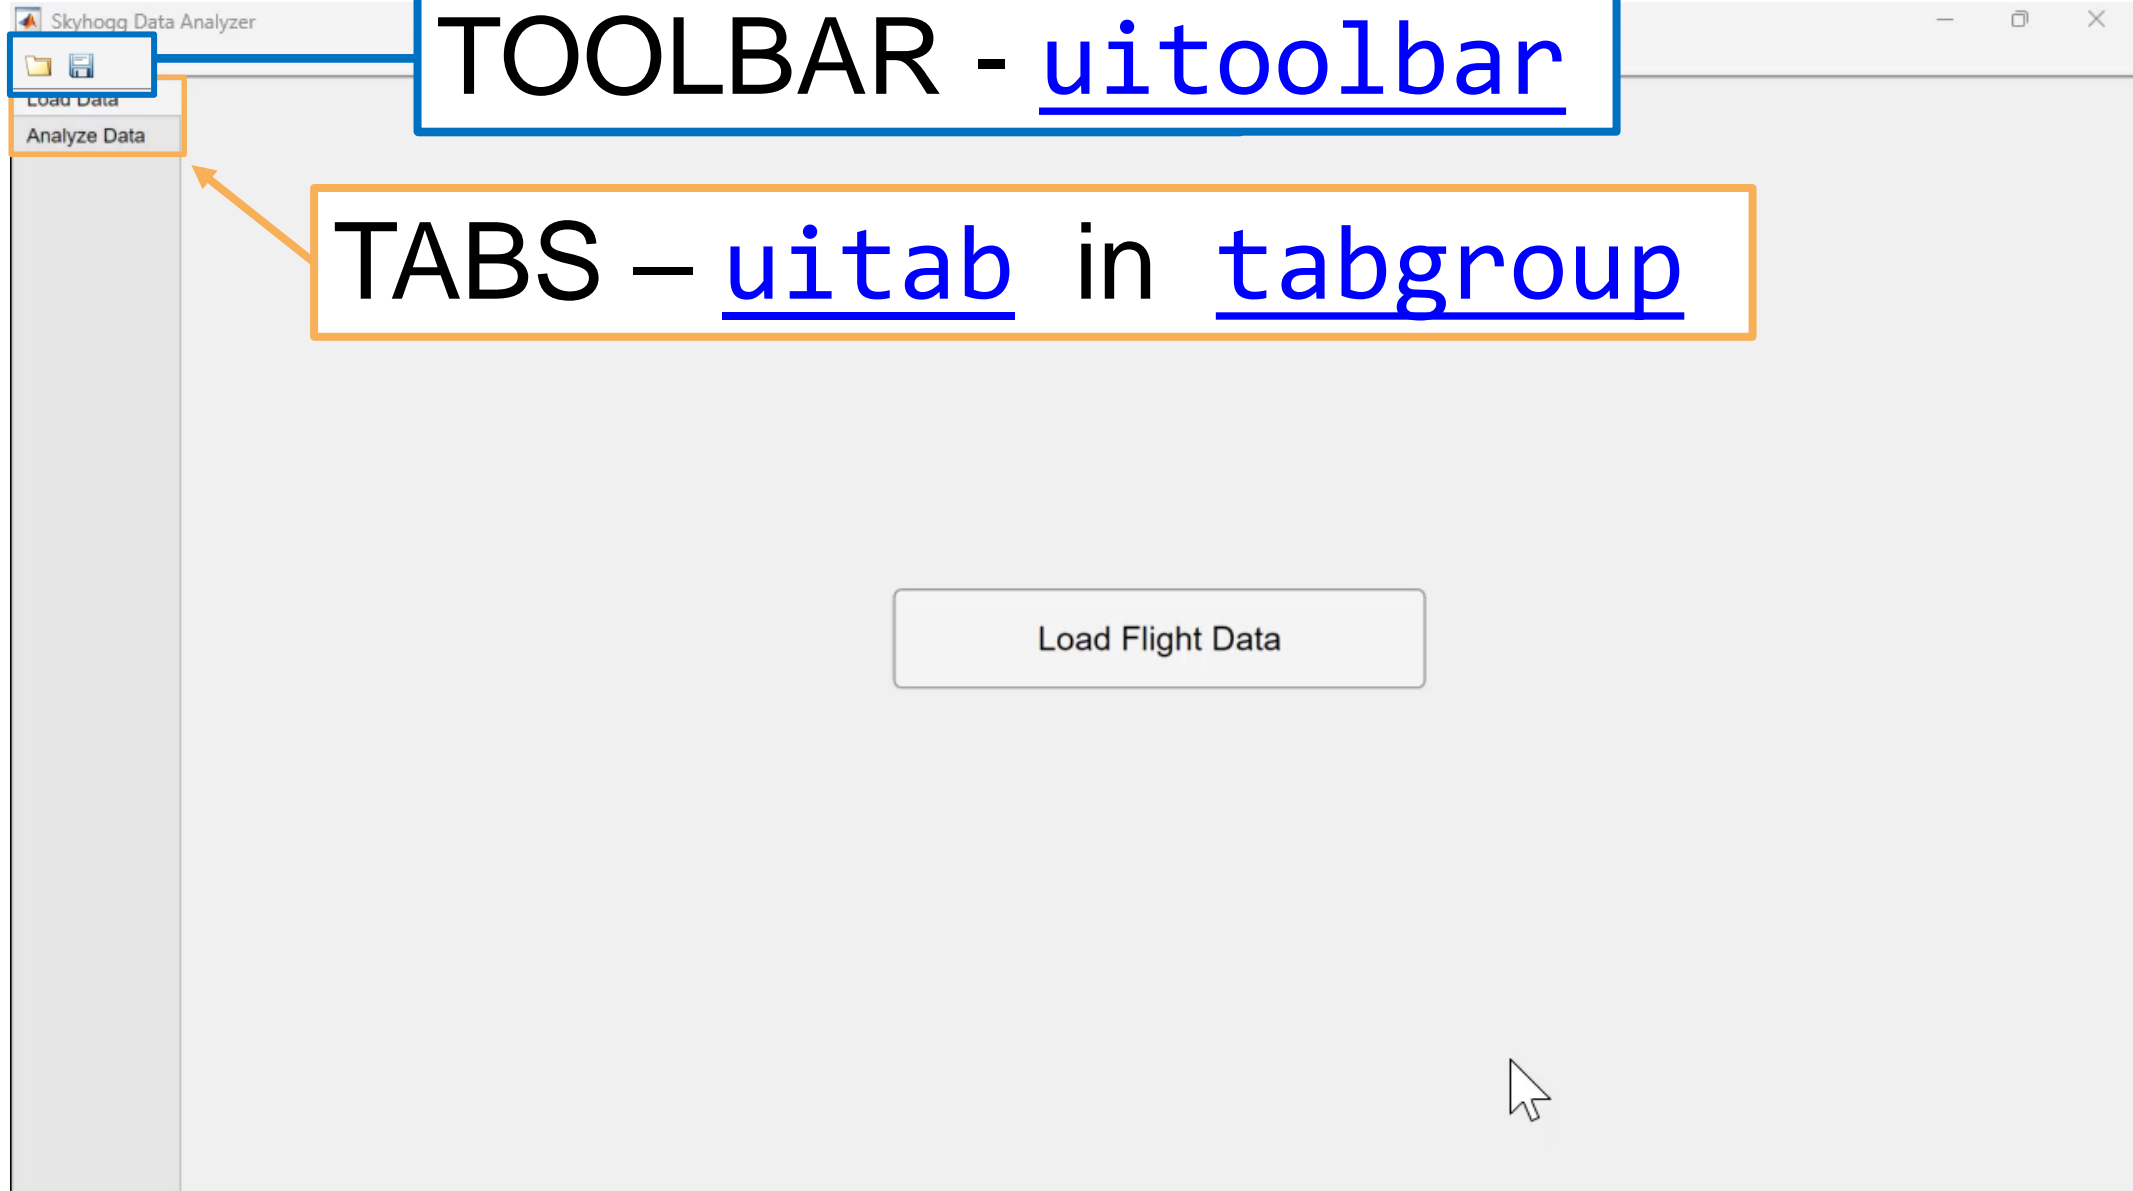 Skyhogg Data Analyzer
TOOLBAR - uitoolbar
Load Data
Analyze Data
TABS – uitab in tabgroup
Load Flight Data